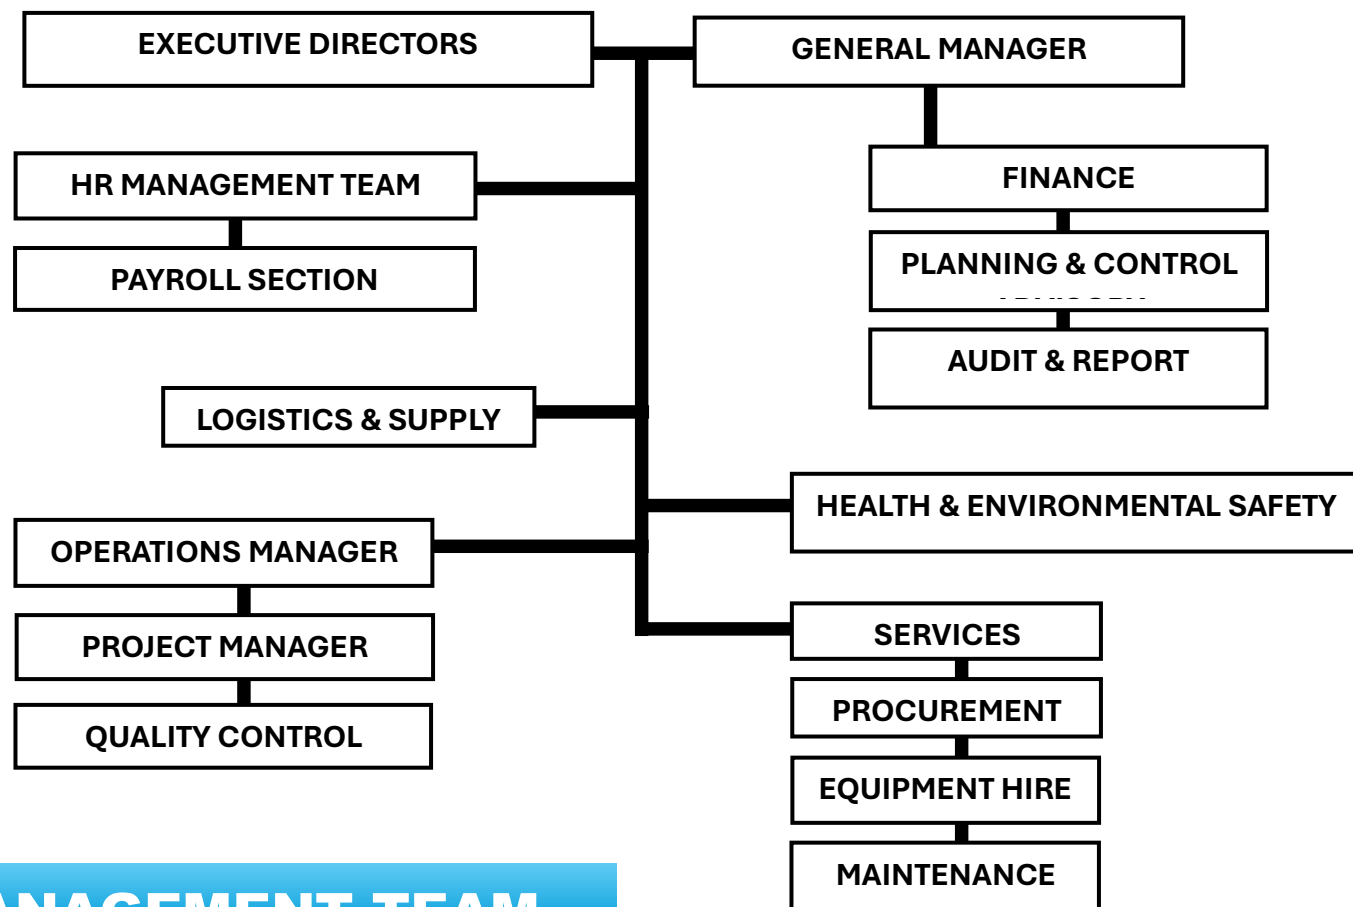 EXECUTIVE DIRECTORS
GENERAL MANAGER
HR MANAGEMENT TEAM
FINANCE
PLANNING & CONTROL
PAYROLL SECTION
AUDIT & REPORT
LOGISTICS & SUPPLY
HEALTH & ENVIRONMENTAL SAFETY
OPERATIONS MANAGER
SERVICES
PROJECT MANAGER
PROCUREMENT
QUALITY CONTROL
EQUIPMENT HIRE
MAINTENANCE
TEAM